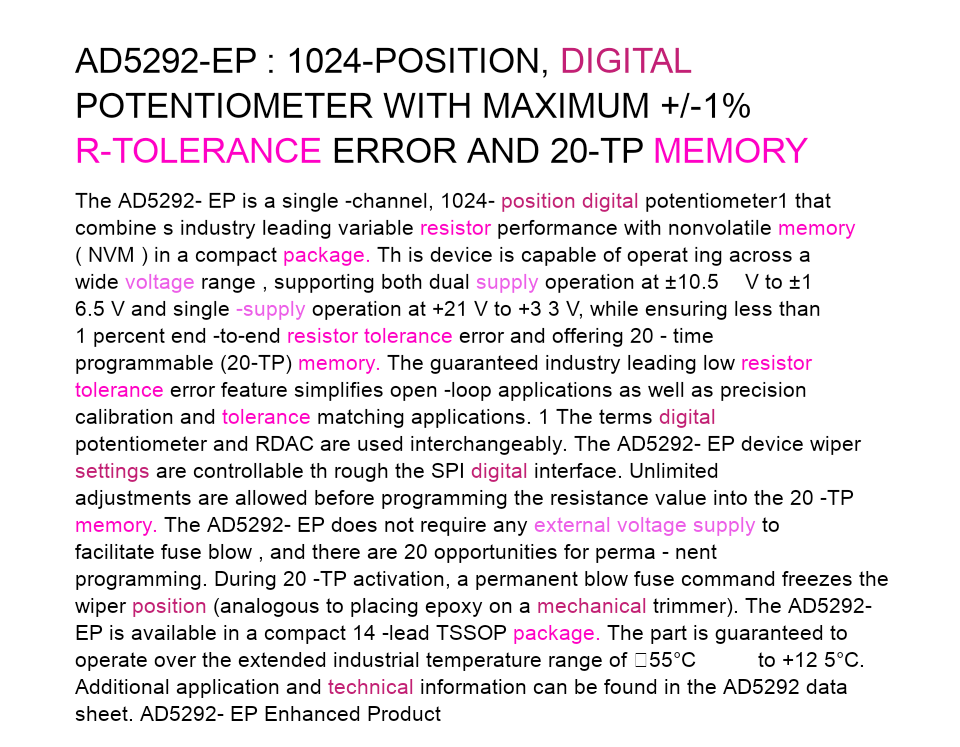 AD5292-EP : 1024-POSITION, DIGITAL
POTENTIOMETER WITH MAXIMUM +/-1%
R-TOLERANCE ERROR AND 20-TP MEMORY
The AD5292- EP is a single -channel, 1024- position digital potentiometer1 that
combine s industry leading variable resistor performance with nonvolatile memory
( NVM ) in a compact package. Th is device is capable of operat ing across a
wide voltage range , supporting both dual supply operation at ±10.5 V to ±1
6.5 V and single -supply operation at +21 V to +3 3 V, while ensuring less than
1 percent end -to-end resistor tolerance error and offering 20 - time
programmable (20-TP) memory. The guaranteed industry leading low resistor
tolerance error feature simplifies open -loop applications as well as precision
calibration and tolerance matching applications. 1 The terms digital
potentiometer and RDAC are used interchangeably. The AD5292- EP device wiper
settings are controllable th rough the SPI digital interface. Unlimited
adjustments are allowed before programming the resistance value into the 20 -TP
memory. The AD5292- EP does not require any external voltage supply to
facilitate fuse blow , and there are 20 opportunities for perma - nent
programming. During 20 -TP activation, a permanent blow fuse command freezes the
wiper position (analogous to placing epoxy on a mechanical trimmer). The AD5292-
EP is available in a compact 14 -lead TSSOP package. The part is guaranteed to
operate over the extended industrial temperature range of 55°C to +12 5°C.
Additional application and technical information can be found in the AD5292 data
sheet. AD5292- EP Enhanced Product